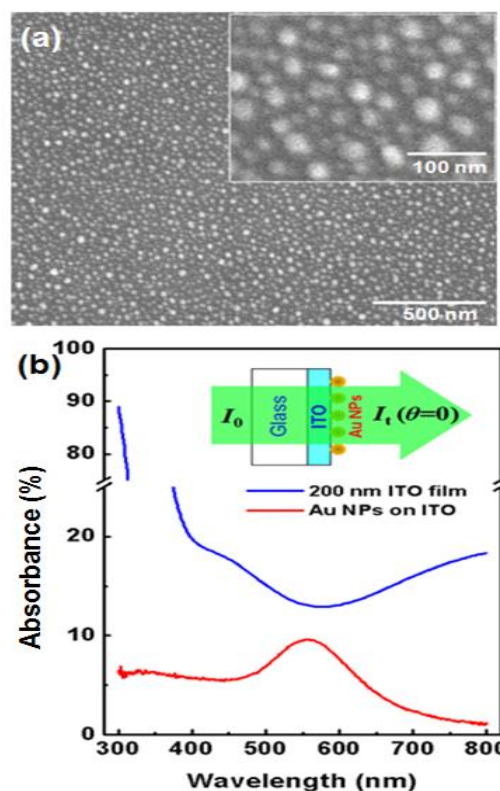 (a)
100 nm
500 nm
(b)
100
90
80
20
10
0
Absorbance (%)
I₀
Glass
ITO
Au NPs
Iₜ (θ=0)
200 nm ITO film
Au NPs on ITO
300 400 500 600 700 800
Wavelength (nm)